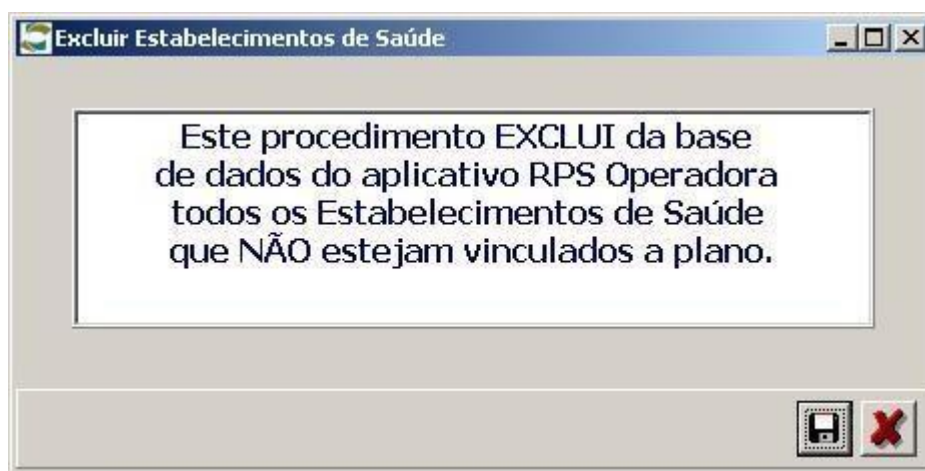 Excluir Estabelecimentos de Saúde
Este procedimento EXCLUI da base
de dados do aplicativo RPS Operadora
todos os Estabelecimentos de Saúde
que NÃO estejam vinculados a plano.